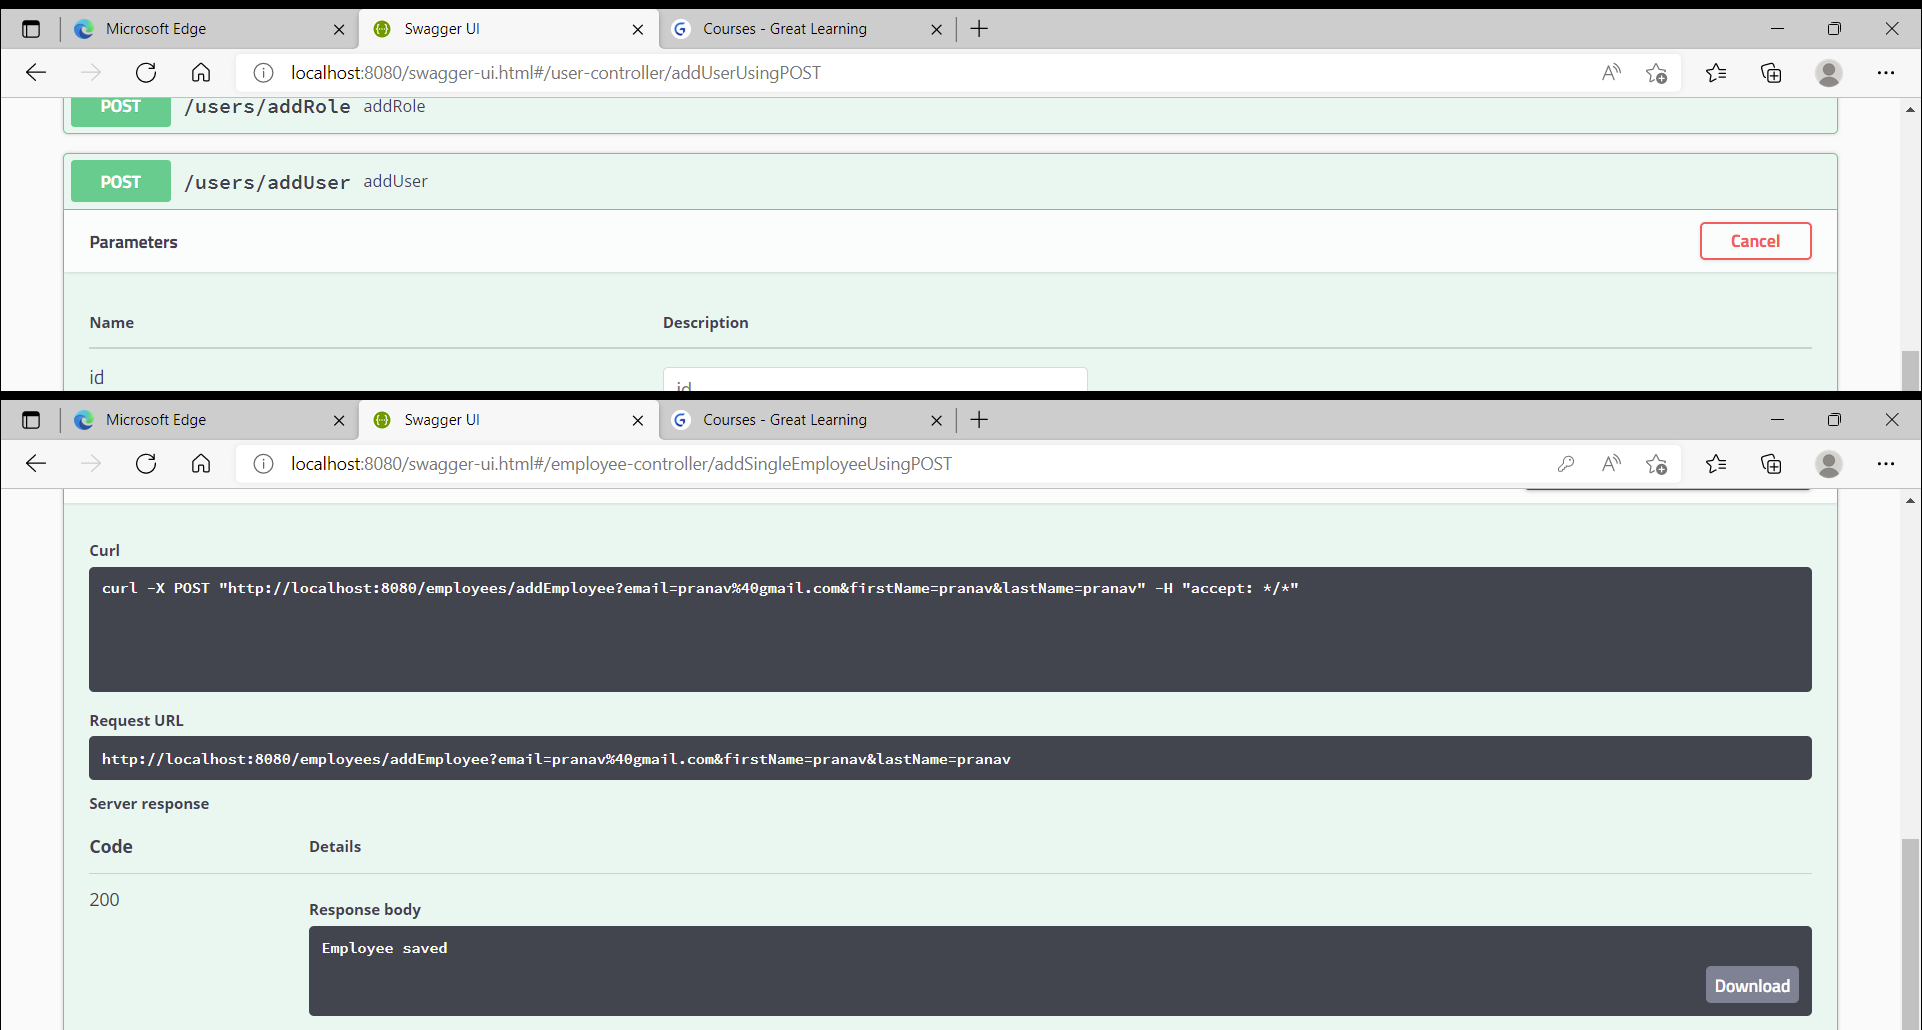 Microsoft Edge
Swagger UI
Courses - Great Learning
localhost:8080/swagger-ui.html#/user-controller/addUserUsingPOST
POST /users/addRole addRole
POST /users/addUser addUser
Parameters Cancel
Name Description
id
id
Microsoft Edge
Swagger UI
Courses - Great Learning
localhost:8080/swagger-ui.html#/employee-controller/addSingleEmployeeUsingPOST
Curl
curl -X POST "http://localhost:8080/employees/addEmployee?email=pranav%40gmail.com&firstName=pranav&lastName=pranav" -H "accept: */*"
Request URL
http://localhost:8080/employees/addEmployee?email=pranav%40gmail.com&firstName=pranav&lastName=pranav
Server response
Code Details
200
Response body
Employee saved
Download